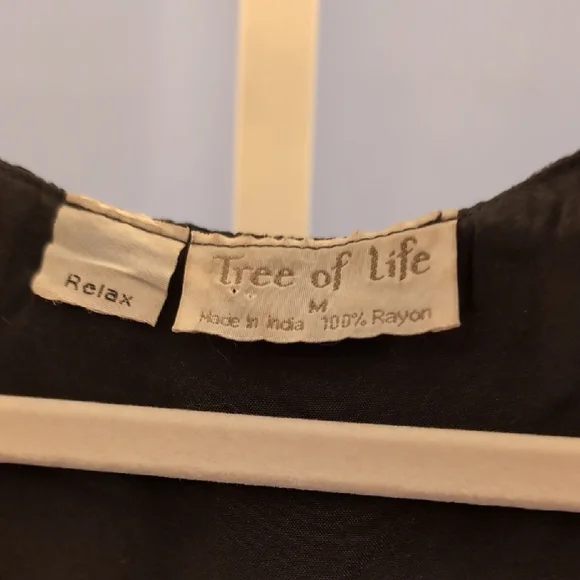 Relax
Tree of Life
M
Made In India 100% Rayon